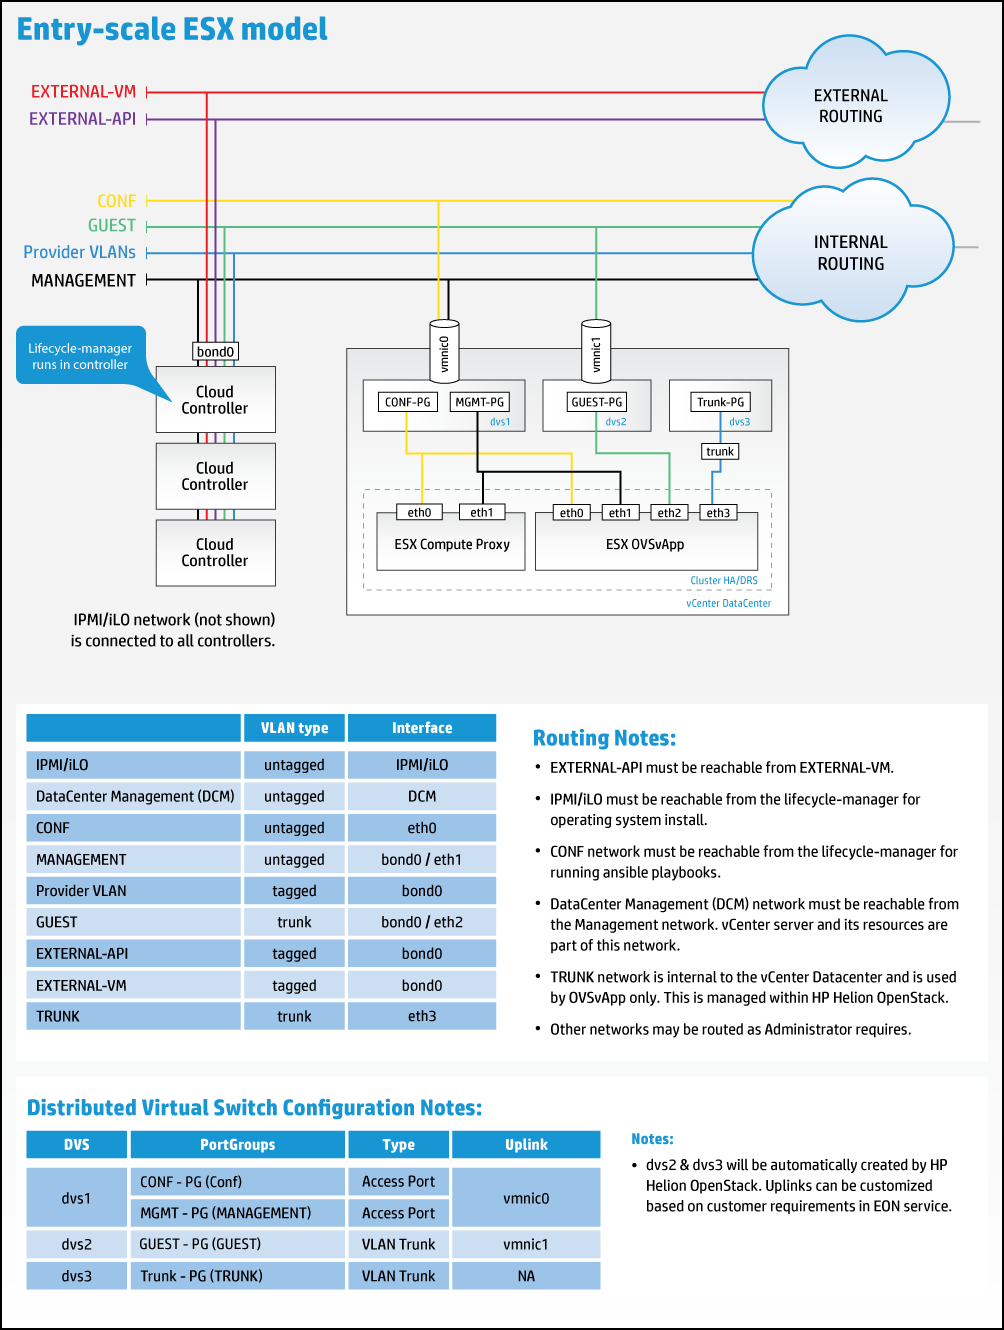 Entry-scale ESX model
EXTERNAL-VM
EXTERNAL-API
EXTERNAL
ROUTING
CONF
GUEST
Provider VLANs
MANAGEMENT
INTERNAL
ROUTING
Lifecycle-manager
runs in controller
bond0
Cloud
Controller
Cloud
Controller
Cloud
Controller
IPMI/iLO network (not shown)
is connected to all controllers.
vmnic0
vmnic1
CONF-PG
MGMT-PG
dvs1
GUEST-PG
dvs2
Trunk-PG
dvs3
trunk
eth0
eth1
ESX Compute Proxy
eth0
eth1
eth2
eth3
ESX OVSvApp
Cluster HA/DRS
vCenter DataCenter
VLAN type Interface
IPMI/iLO untagged IPMI/iLO
DataCenter Management (DCM) untagged DCM
CONF untagged eth0
MANAGEMENT untagged bond0 / eth1
Provider VLAN tagged bond0
GUEST trunk bond0 / eth2
EXTERNAL-API tagged bond0
EXTERNAL-VM tagged bond0
TRUNK trunk eth3
Routing Notes:
• EXTERNAL-API must be reachable from EXTERNAL-VM.
• IPMI/iLO must be reachable from the lifecycle-manager for
operating system install.
• CONF network must be reachable from the lifecycle-manager for
running ansible playbooks.
• DataCenter Management (DCM) network must be reachable from
the Management network. vCenter server and its resources are
part of this network.
• TRUNK network is internal to the vCenter Datacenter and is used
by OVSvApp only. This is managed within HP Helion OpenStack.
• Other networks may be routed as Administrator requires.
Distributed Virtual Switch Configuration Notes:
DVS PortGroups Type Uplink
dvs1 CONF - PG (Conf) Access Port vmnic0
MGMT - PG (MANAGEMENT) Access Port
dvs2 GUEST - PG (GUEST) VLAN Trunk vmnic1
dvs3 Trunk - PG (TRUNK) VLAN Trunk NA
Notes:
• dvs2 & dvs3 will be automatically created by HP
Helion OpenStack. Uplinks can be customized
based on customer requirements in EON service.